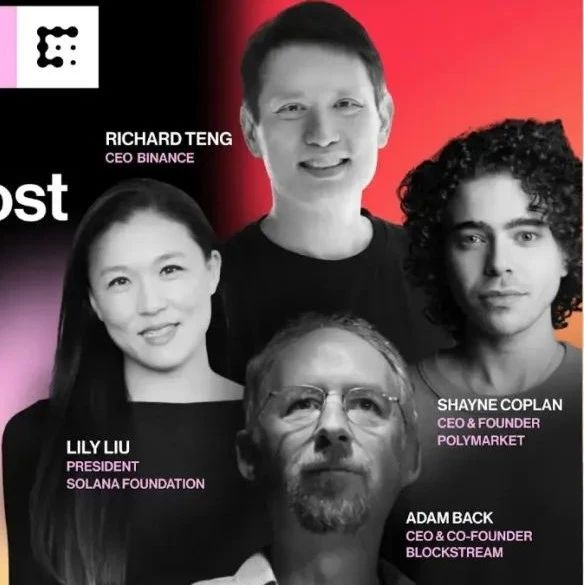 RICHARD TENG
CEO BINANCE
ost
LILY LIU
PRESIDENT
SOLANA FOUNDATION
SHAYNE COPLAN
CEO & FOUNDER
POLYMARKET
ADAM BACK
CEO & CO-FOUNDER
BLOCKSTREAM